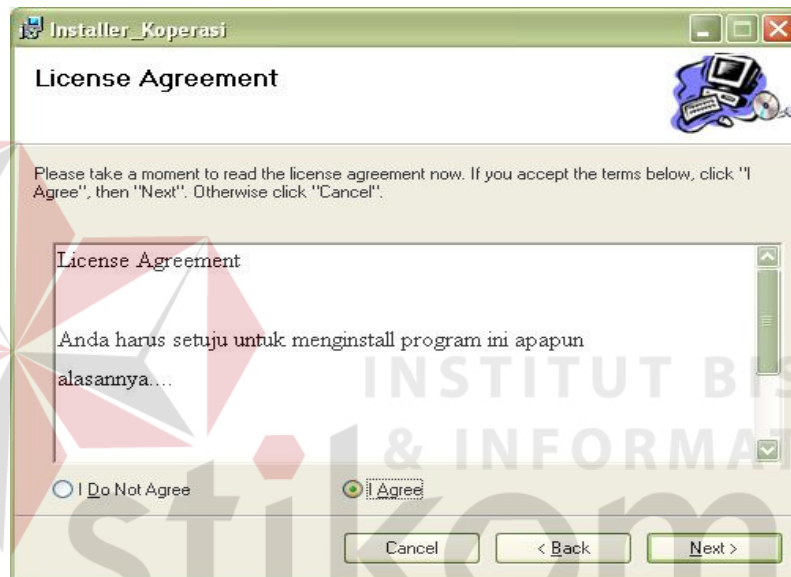 Installer_Koperasi
License Agreement
Please take a moment to read the license agreement now. If you accept the terms below, click "I
Agree", then "Next". Otherwise click "Cancel".
License Agreement
Anda harus setuju untuk menginstall program ini apapun
alasannya....
INSTITUT BIS
& INFORMAT
I Do Not Agree
I Agree
stikom
Cancel
< Back
Next >